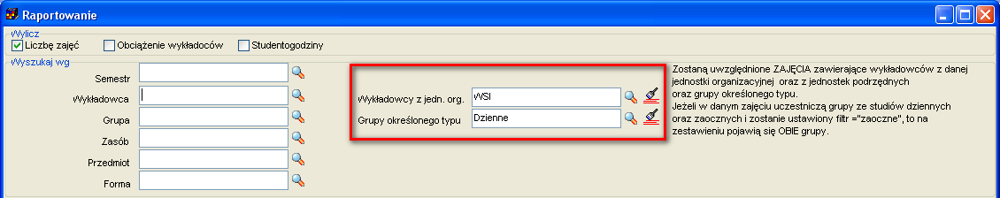 Raportowanie
Wylicz
Liczbę zajęć
Obciążenie wykładoców
Studentogodziny
Wyszukaj wg
Semestr
Wykładowca
Grupa
Zasób
Przedmiot
Forma
Wykładowcy z jedn. org. WSI
Grupy określonego typu Dzienne
Zostaną uwzględnione ZAJĘCIA zawierające wykładowców z danej
jednostki organizacyjnej oraz z jednostek podrzędnych
oraz grupy określonego typu.
Jeżeli w danym zajęciu uczestniczą grupy ze studiów dziennych
oraz zaocznych i zostanie ustawiony filtr ="zaoczne", to na
zestawieniu pojawią się OBIE grupy.